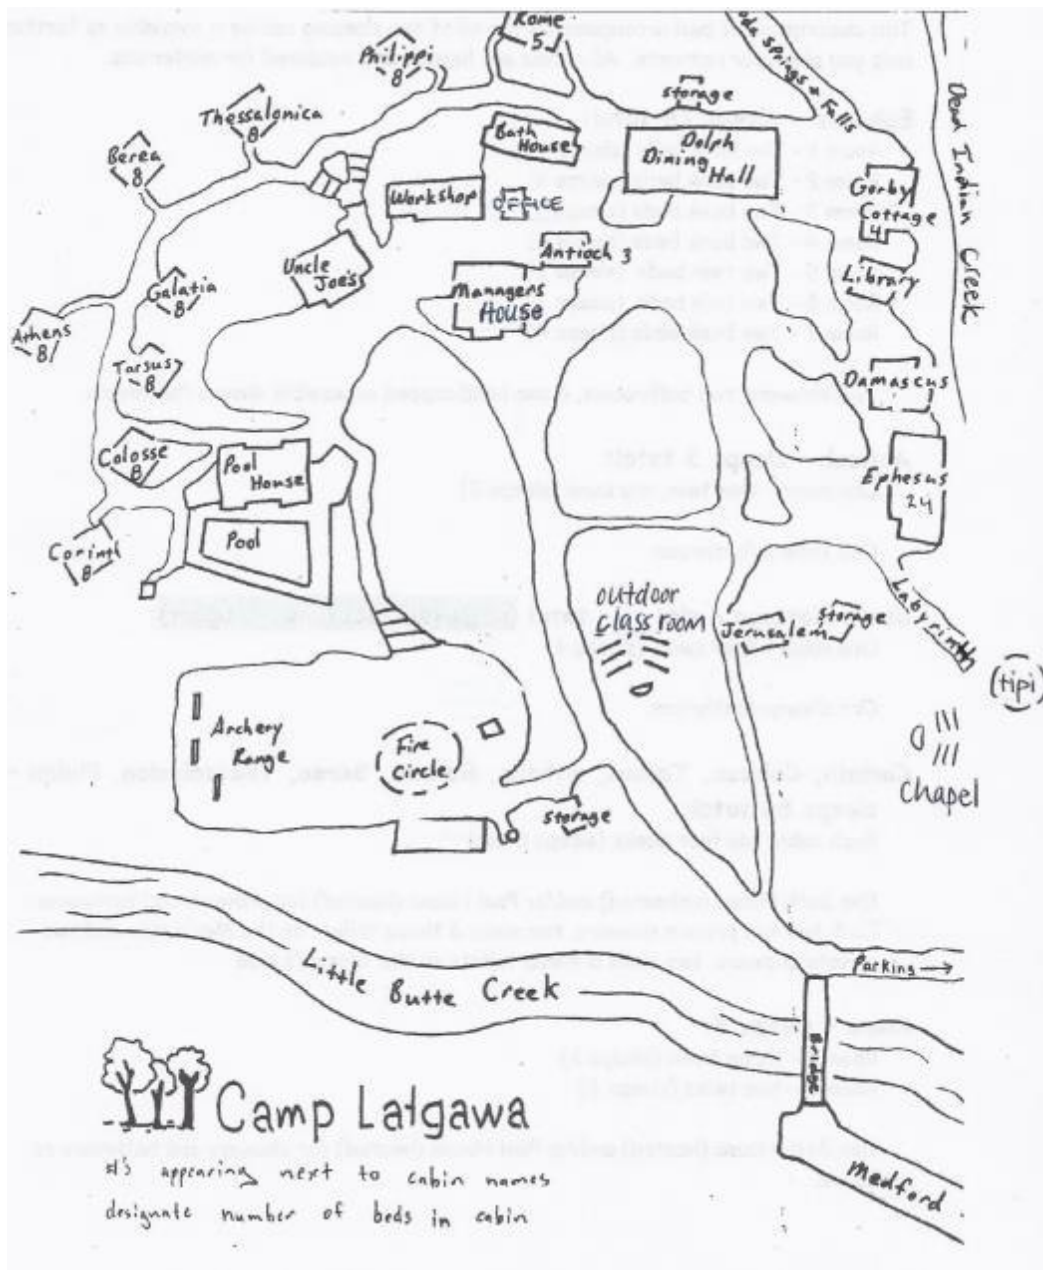 Rome
5
Philippi
8
Thessalonica
8
Berea
8
storage
Soda Springs & Falls
Dead Indian Creek
Bath
House
Dolph
Dining
Hall
Workshop
OFFICE
Gorby
Cottage
4
Antioch 3
Uncle
Joe's
Managers
HOUSE
Library
Galatia
8
Athens
8
Tarsus
8
Damascus
Colosse
8
Pool
House
Ephesus
24
Pool
Corinth
8
outdoor
classroom
Jerusalem
storage
Labyrinth
(tipi)
Archery
Range
Fire
circle
Chapel
storage
Parking →
Little Butte Creek
Bridge
Medford
Camp Latgawa
#'s appearing next to cabin names
designate number of beds in cabin